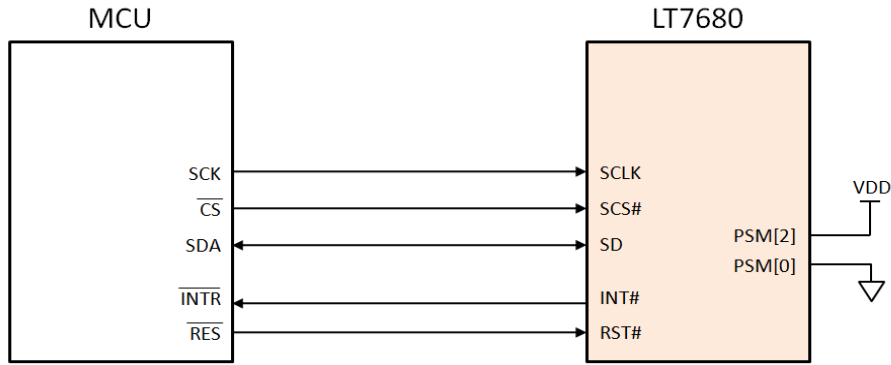 MCU
LT7680
SCK
SCLK
CS
SCS#
SDA
SD
INTR
INT#
RES
RST#
PSM[2]
PSM[0]
VDD